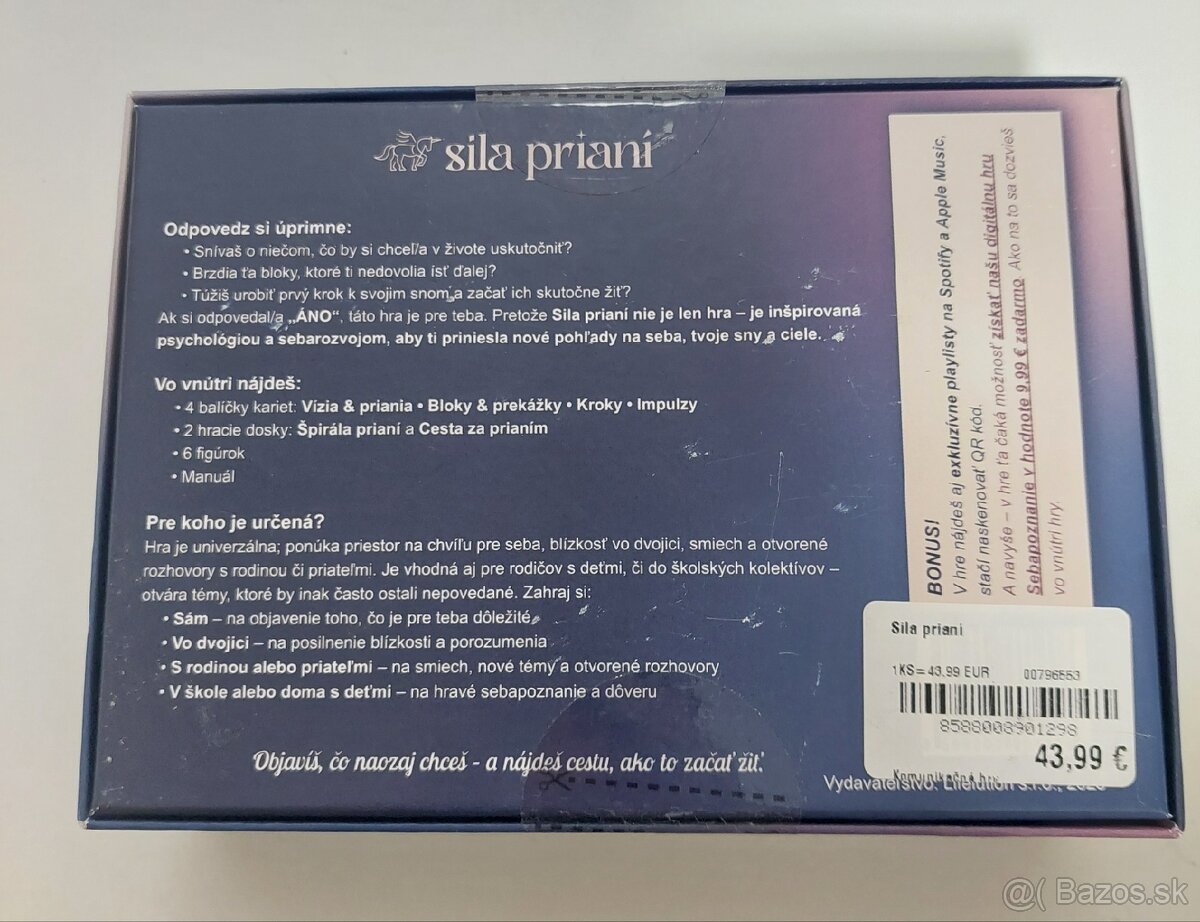 sila prianí
Odpovedz si úprimne:
• Snívaš o niečom, čo by si chcel/a v živote uskutočniť?
• Brzdia ťa bloky, ktoré ti nedovolia ísť ďalej?
• Túžiš urobiť prvý krok k svojim snom a začať ich skutočne žiť?
Ak si odpovedal/a „ÁNO“, táto hra je pre teba. Pretože Sila prianí nie je len hra – je inšpirovaná
psychológiou a sebarozvojom, aby ti priniesla nové pohľady na seba, tvoje sny a ciele.
Vo vnútri nájdeš:
• 4 balíčky kariet: Vízia & priania • Bloky & prekážky • Kroky • Impulzy
• 2 hracie dosky: Špirála prianí a Cesta za prianím
• 6 figúrok
• Manuál
Pre koho je určená?
Hra je univerzálna; ponúka priestor na chvíľu pre seba, blízkosť vo dvojici, smiech a otvorené
rozhovory s rodinou či priateľmi. Je vhodná aj pre rodičov s deťmi, či do školských kolektívov –
otvára témy, ktoré by inak často ostali nepovedané. Zahraj si:
• Sám – na objavenie toho, čo je pre teba dôležité
• Vo dvojici – na posilnenie blízkosti a porozumenia
• S rodinou alebo priateľmi – na smiech, nové témy a otvorené rozhovory
• V škole alebo doma s deťmi – na hravé sebapoznanie a dôveru
Objavíš, čo naozaj chceš - a nájdeš cestu, ako to začať žiť.
BONUS!
V hre nájdeš aj exkluzívne playlisty na Spotify a Apple Music,
stačí naskenovať QR kód.
A navyše – v hre ťa čaká možnosť získať našu digitálnu hru
Sebapoznanie v hodnote 9,99 € zadarmo. Ako na to sa dozvieš
vo vnútri hry.
Sila priani
1KS= 43.99 EUR 00796553
8588008901298
43,99 €
Komunikačné hry
Vydavateľstvo:
@( Bazos.sk